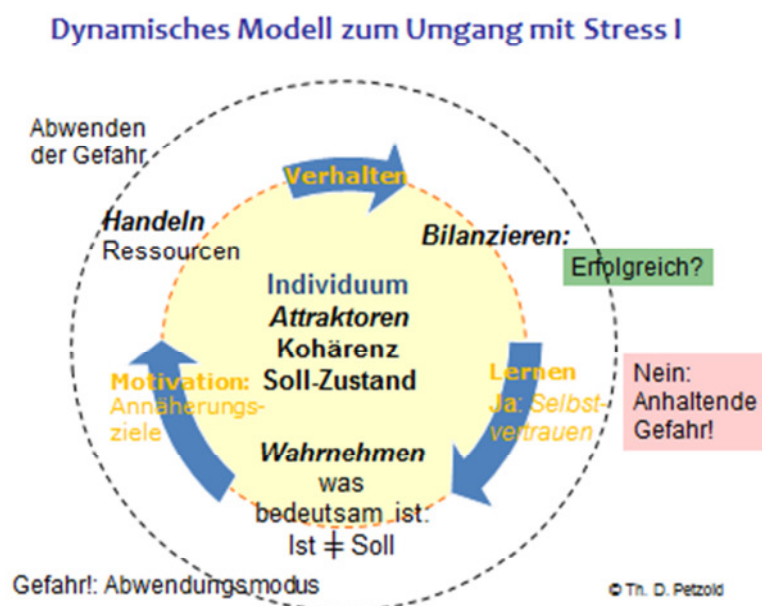 Dynamisches Modell zum Umgang mit Stress I
Abwenden
der Gefahr
Verhalten
Handeln
Ressourcen
Bilanzieren:
Erfolgreich?
Individuum
Attraktoren
Kohärenz
Soll-Zustand
Motivation:
Annäherungs-
ziele
Lernen
Ja: Selbst-
vertrauen
Nein:
Anhaltende
Gefahr!
Wahrnehmen
was
bedeutsam ist:
Ist ╪ Soll
Gefahr!: Abwendungsmodus
© Th. D. Petzold